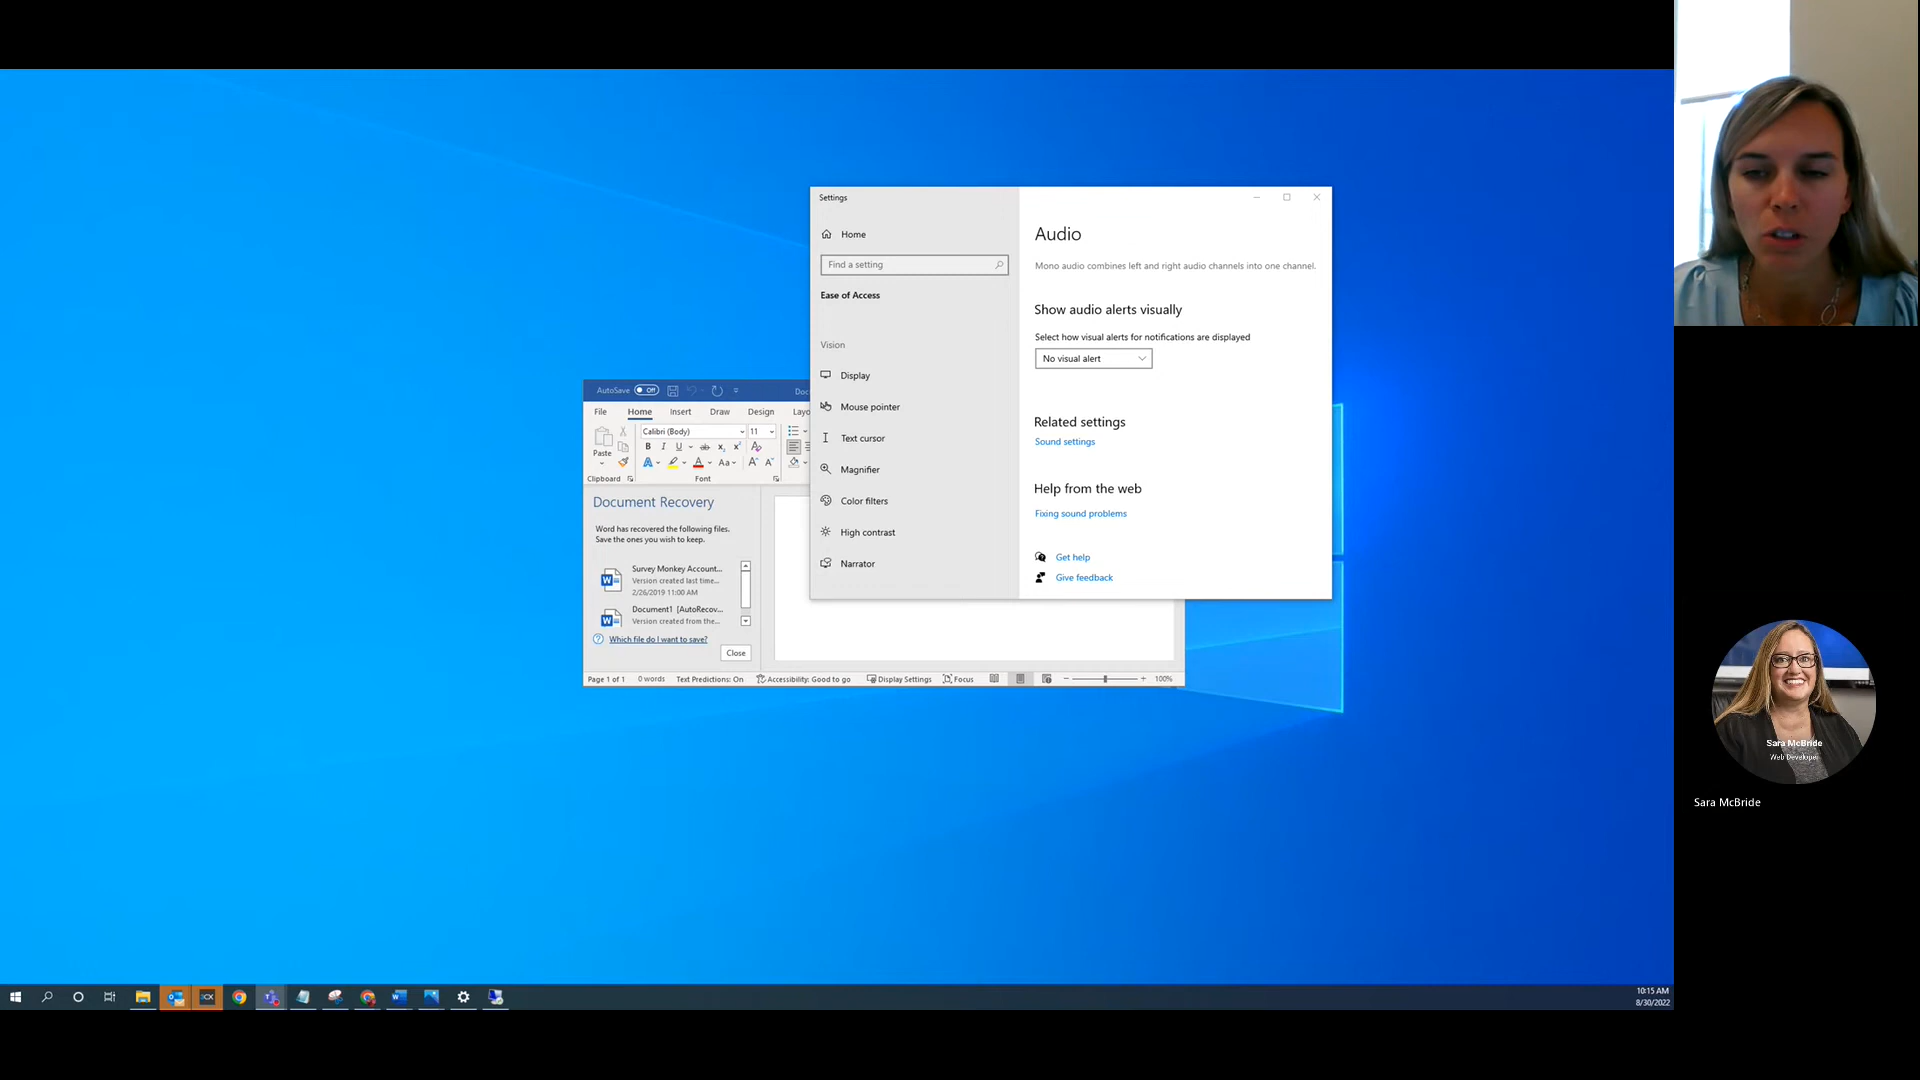 Settings
Home
Find a setting
Ease of Access
Vision
Display
Mouse pointer
Text cursor
Magnifier
Color filters
High contrast
Narrator
Audio
Mono audio combines left and right audio channels into one channel.
Show audio alerts visually
Select how visual alerts for notifications are displayed
No visual alert
Related settings
Sound settings
Help from the web
Fixing sound problems
Get help
Give feedback
AutoSave Off
Doc
File Home Insert Draw Design Layo
Calibri (Body) 11
Paste
B I U ab x₂ x² A
A A Aa A A
Clipboard Font
Document Recovery
Word has recovered the following files.
Save the ones you wish to keep.
Survey Monkey Account...
Version created last time...
2/26/2019 11:00 AM
Document1 [AutoRecov...
Version created from the...
Which file do I want to save?
Close
Page 1 of 1 0 words Text Predictions: On Accessibility: Good to go Display Settings Focus 100%
Sara McBride
Web Developer
Sara McBride
10:15 AM
8/30/2022